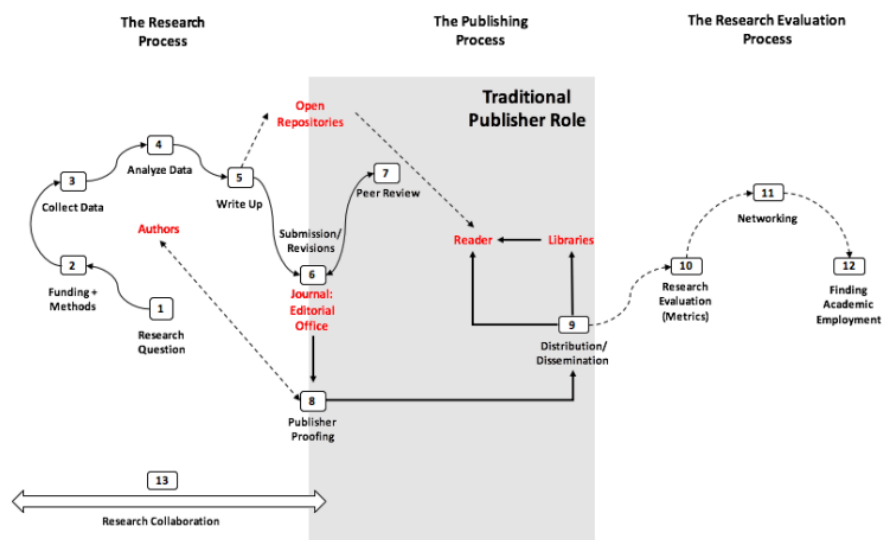 The Research
Process
The Publishing
Process
The Research Evaluation
Process
Traditional
Publisher Role
Open
Repositories
4
Analyze Data
5
Write Up
3
Collect Data
7
Peer Review
11
Networking
Authors
Submission/
Revisions
6
Journal:
Editorial
Office
Reader
Libraries
2
Funding +
Methods
1
Research
Question
10
Research
Evaluation
(Metrics)
12
Finding
Academic
Employment
9
Distribution/
Dissemination
8
Publisher
Proofing
13
Research Collaboration